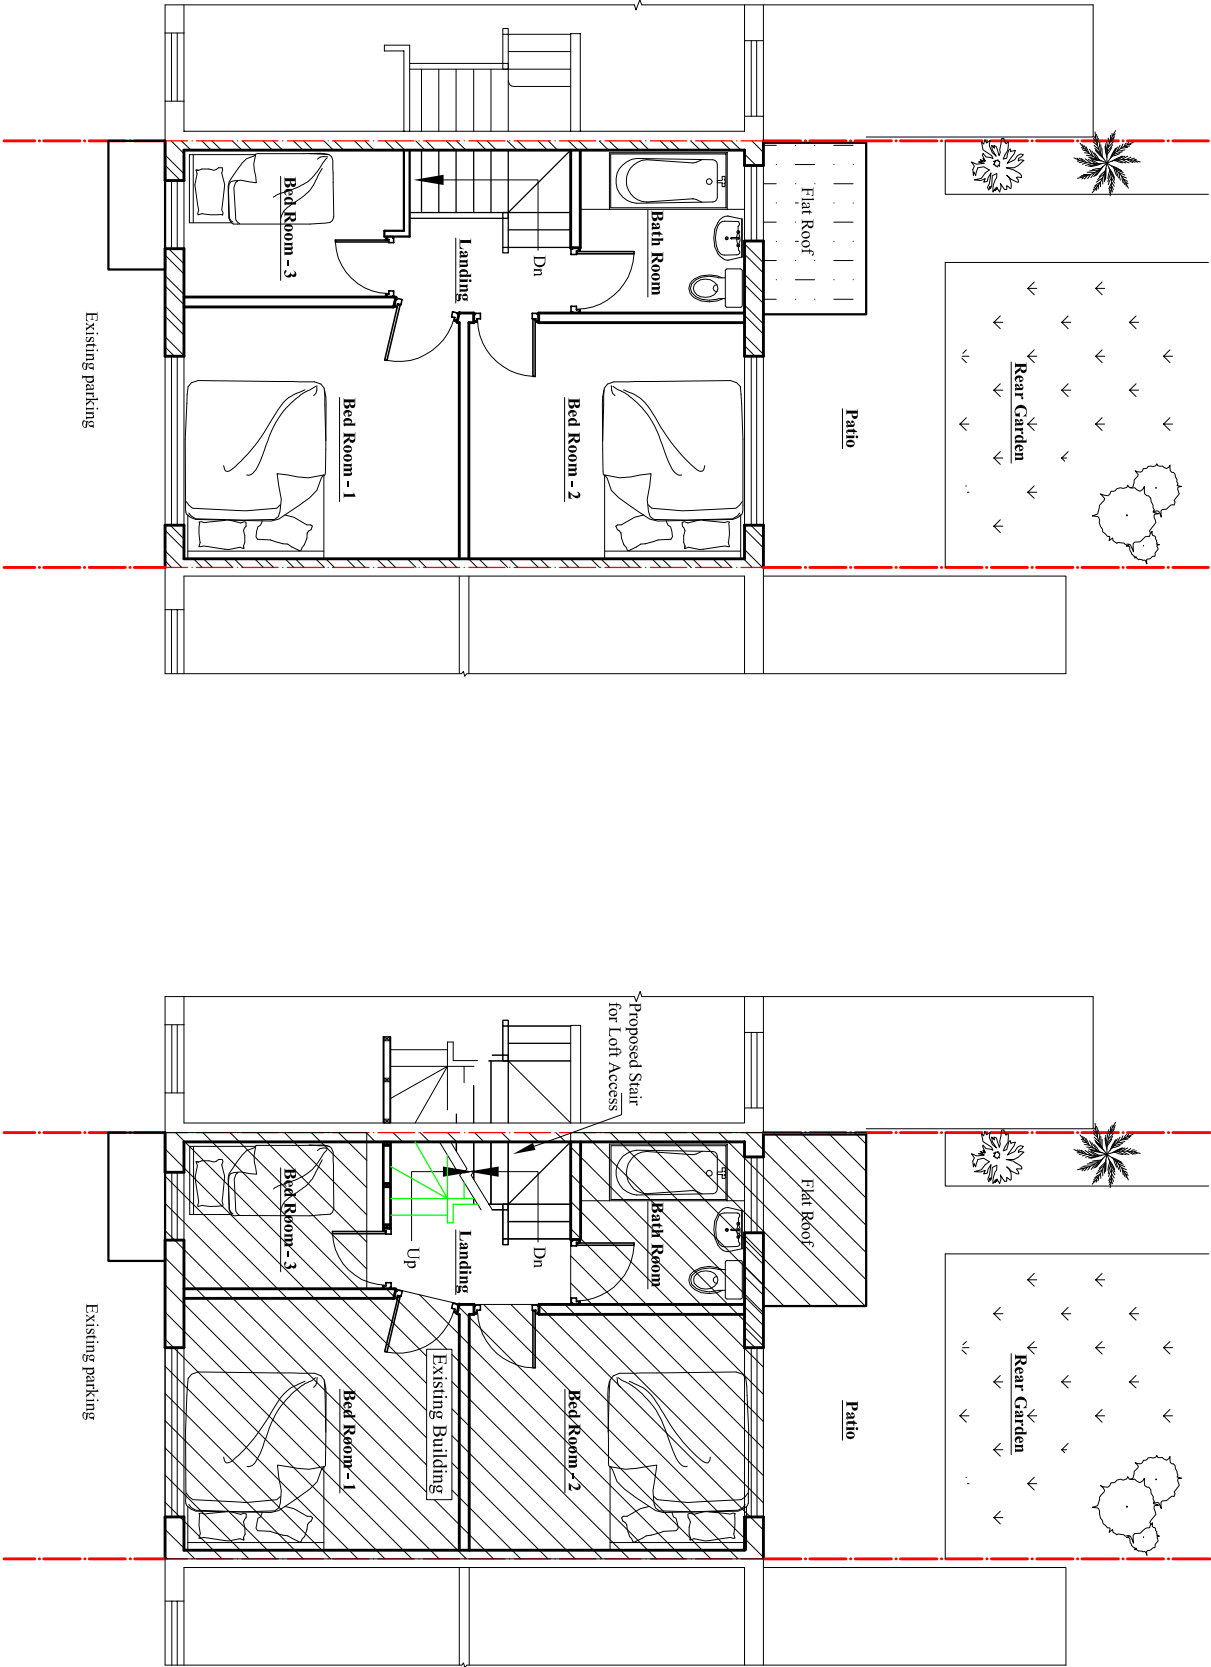 Flat Roof
Bath Room
Dn
Landing
Bed Room - 3
Existing parking
Rear Garden
Patio
Bed Room - 2
Bed Room - 1
Proposed Stair
for Loft Access
Flat Roof
Bath Room
Dn
Landing
Up
Bed Room - 3
Existing parking
Rear Garden
Patio
Bed Room - 2
Existing Building
Bed Room - 1